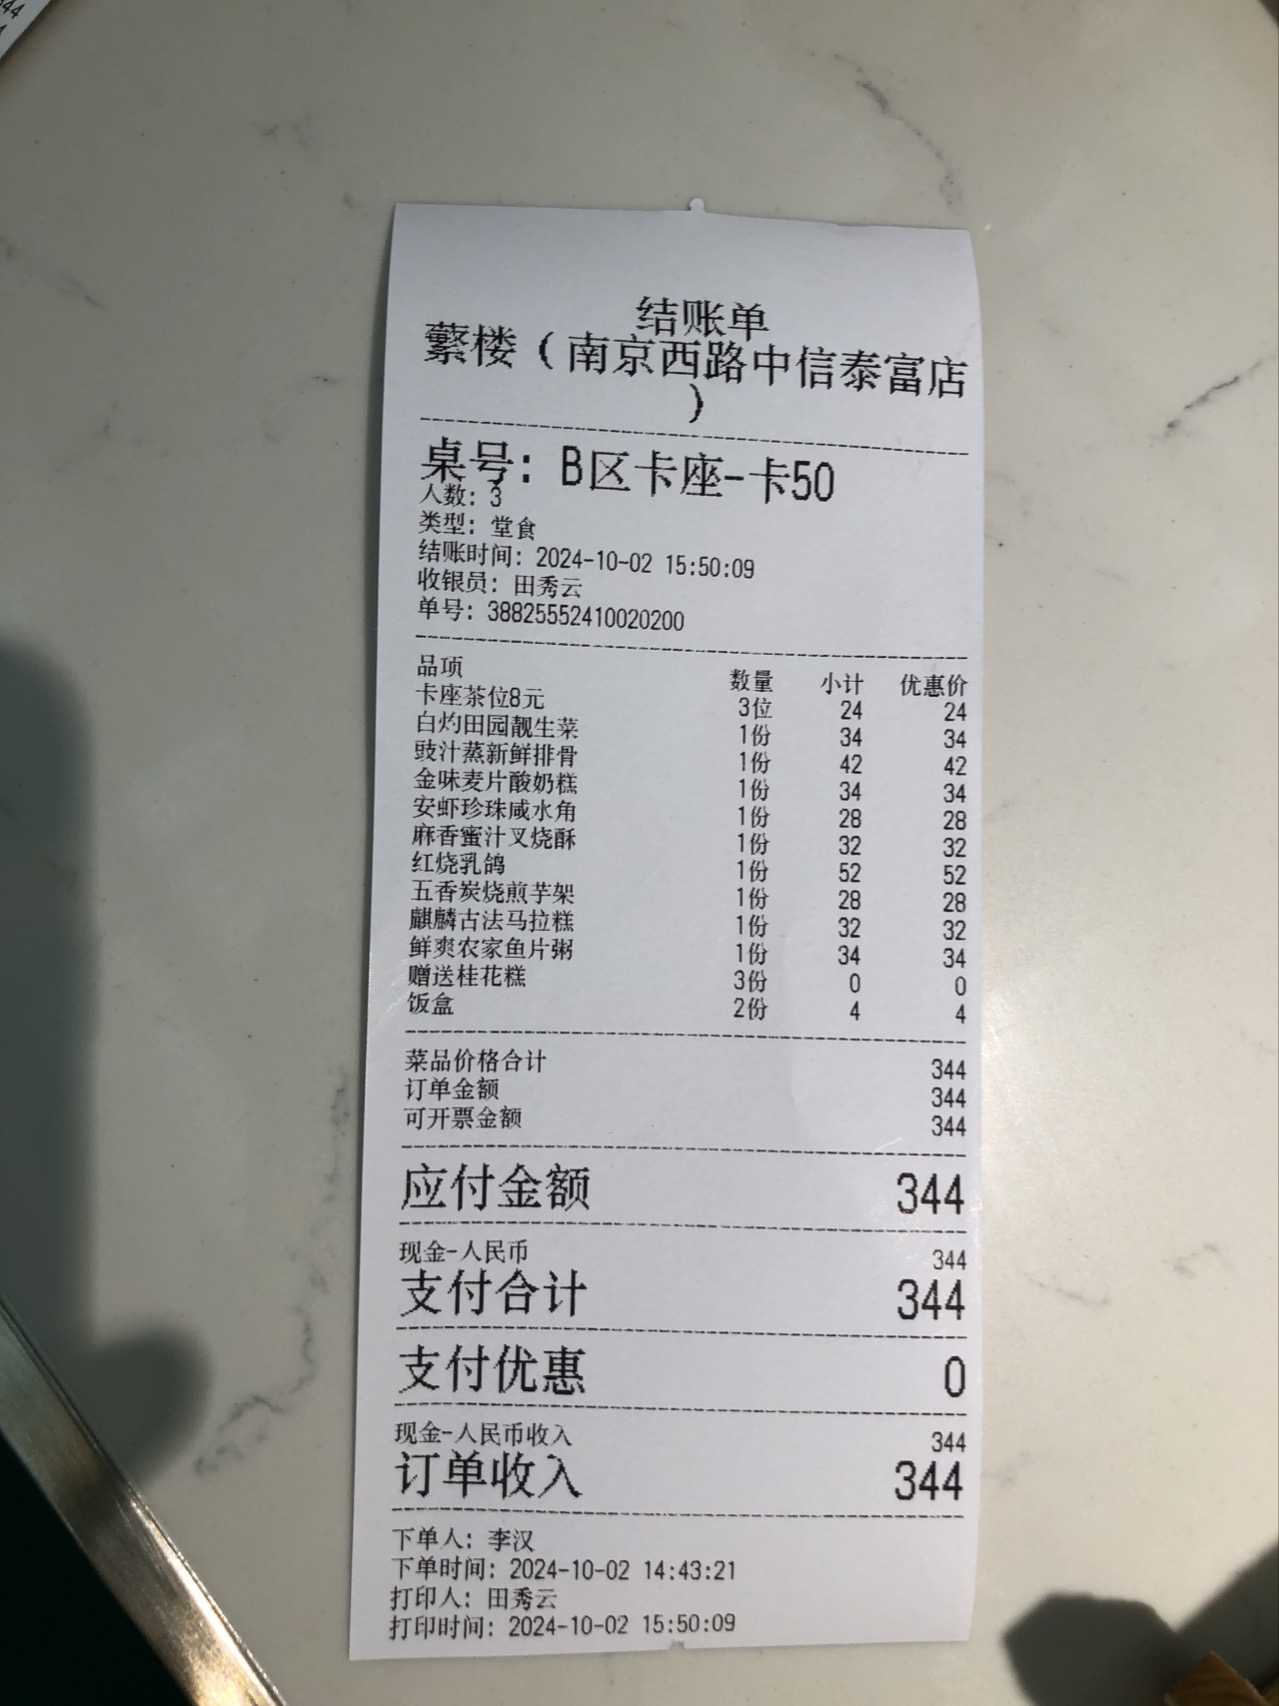 结账单
蘩楼（南京西路中信泰富店
）
桌号: B区卡座-卡50
人数: 3
类型: 堂食
结账时间: 2024-10-02 15:50:09
收银员: 田秀云
单号: 38825552410020200
品项 数量 小计 优惠价
卡座茶位8元 3位 24 24
白灼田园靓生菜 1份 34 34
豉汁蒸新鲜排骨 1份 42 42
金味麦片酸奶糕 1份 34 34
安虾珍珠咸水角 1份 28 28
麻香蜜汁叉烧酥 1份 32 32
红烧乳鸽 1份 52 52
五香炭烧煎芋架 1份 28 28
麒麟古法马拉糕 1份 32 32
鲜爽农家鱼片粥 1份 34 34
赠送桂花糕 3份 0 0
饭盒 2份 4 4
菜品价格合计 344
订单金额 344
可开票金额 344
应付金额 344
现金-人民币 344
支付合计 344
支付优惠 0
现金-人民币收入 344
订单收入 344
下单人: 李汉
下单时间: 2024-10-02 14:43:21
打印人: 田秀云
打印时间: 2024-10-02 15:50:09